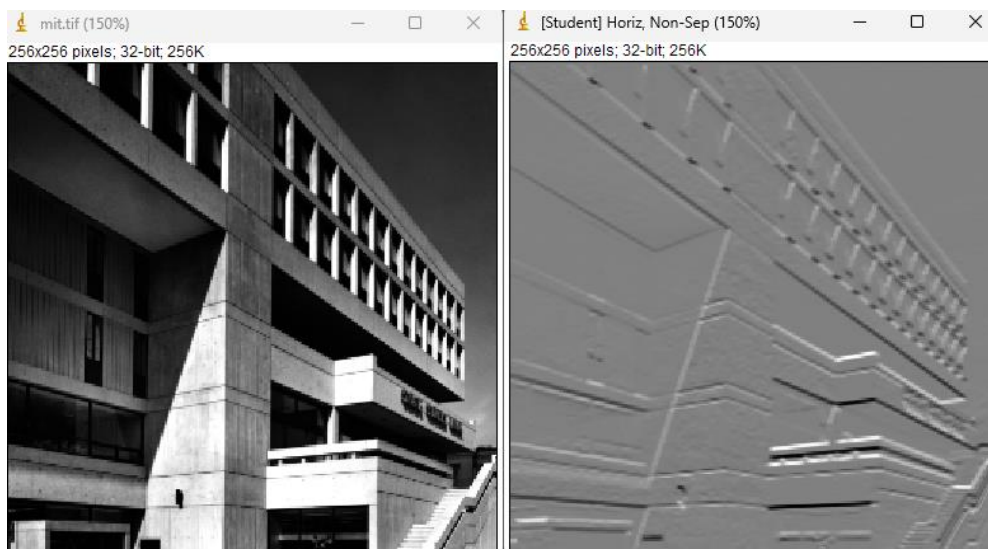 mit.tif (150%)
256x256 pixels; 32-bit; 256K
[Student] Horiz, Non-Sep (150%)
256x256 pixels; 32-bit; 256K